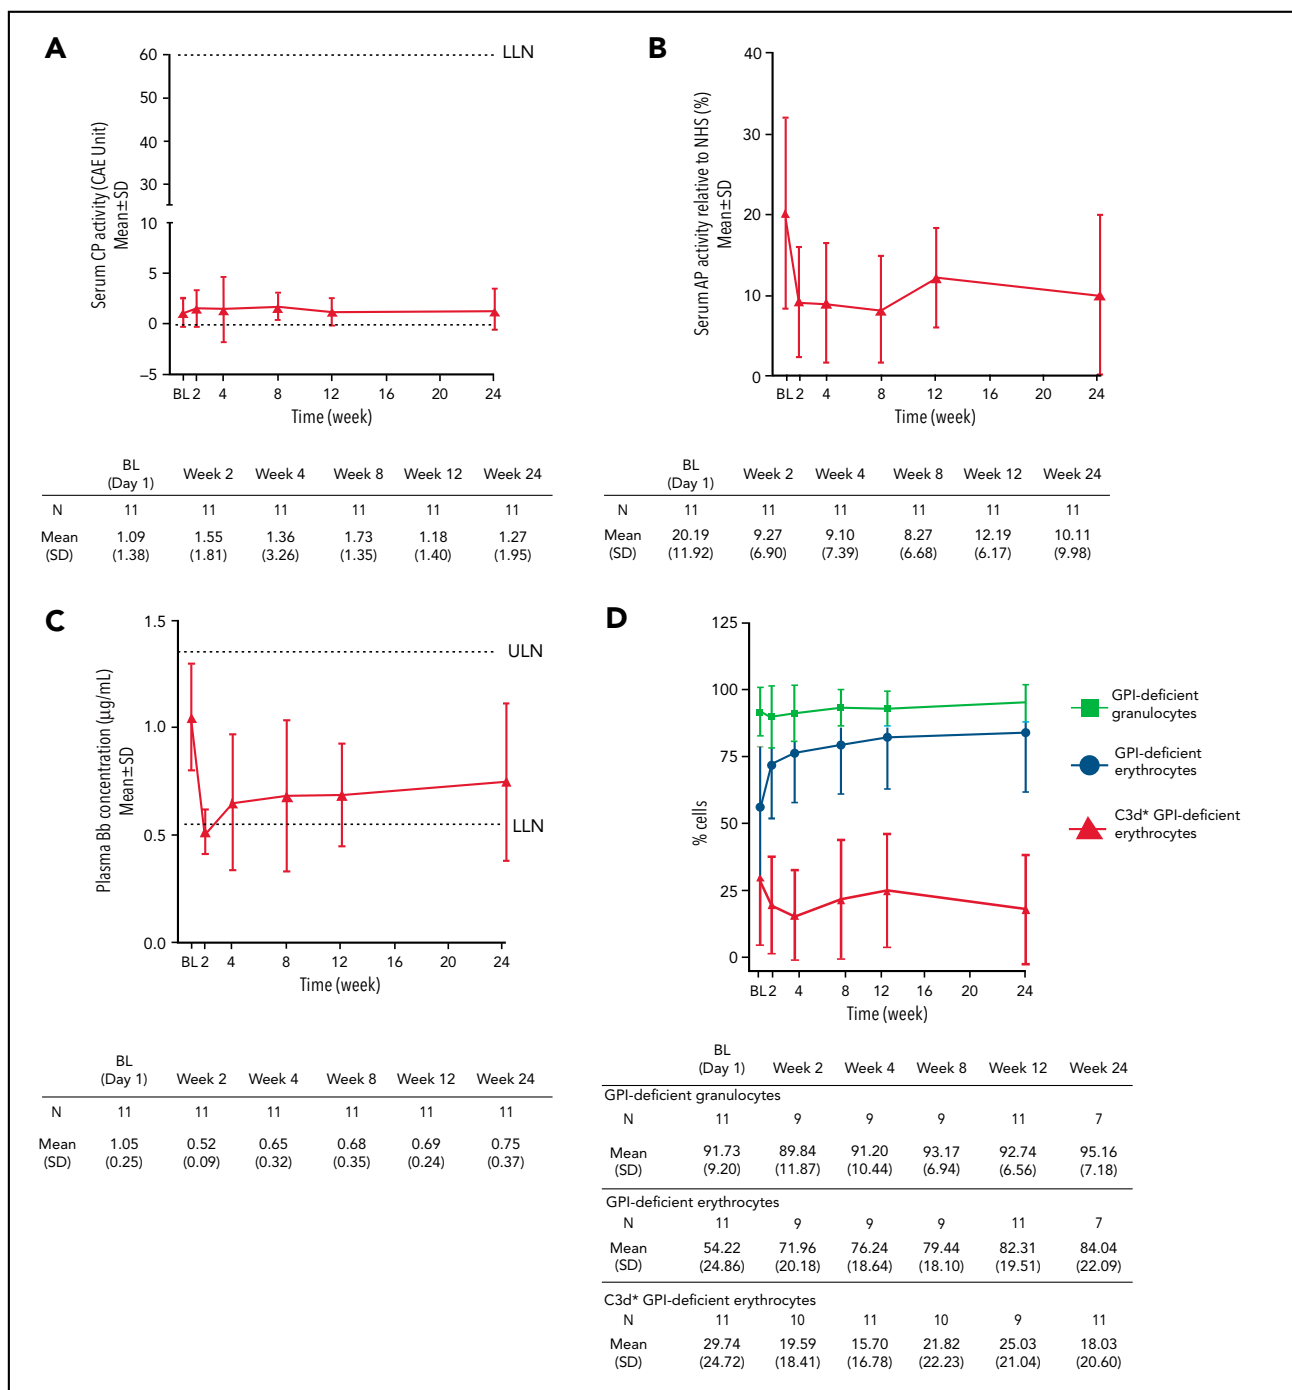 A
Serum CP activity (CAE Unit)
Mean±SD
60
60
40
30
10
5
0
–5
LLN
BL 2 4 8 12 16 20 24
Time (week)
BL
(Day 1) Week 2 Week 4 Week 8 Week 12 Week 24
N 11 11 11 11 11 11
Mean 1.09 1.55 1.36 1.73 1.18 1.27
(SD) (1.38) (1.81) (3.26) (1.35) (1.40) (1.95)
B
Serum AP activity relative to NHS (%)
Mean±SD
40
30
20
10
0
BL 2 4 8 12 16 20 24
Time (week)
BL
(Day 1) Week 2 Week 4 Week 8 Week 12 Week 24
N 11 11 11 11 11 11
Mean 20.19 9.27 9.10 8.27 12.19 10.11
(SD) (11.92) (6.90) (7.39) (6.68) (6.17) (9.98)
C
Plasma Bb concentration (µg/mL)
Mean±SD
1.5
1.0
0.5
0.0
ULN
LLN
BL 2 4 8 12 16 20 24
Time (week)
BL
(Day 1) Week 2 Week 4 Week 8 Week 12 Week 24
N 11 11 11 11 11 11
Mean 1.05 0.52 0.65 0.68 0.69 0.75
(SD) (0.25) (0.09) (0.32) (0.35) (0.24) (0.37)
D
% cells
125
100
75
50
25
0
BL 2 4 8 12 16 20 24
Time (week)
GPI-deficient
granulocytes
GPI-deficient
erythrocytes
C3d* GPI-deficient
erythrocytes
BL
(Day 1) Week 2 Week 4 Week 8 Week 12 Week 24
GPI-deficient granulocytes
N 11 9 9 9 11 7
Mean 91.73 89.84 91.20 93.17 92.74 95.16
(SD) (9.20) (11.87) (10.44) (6.94) (6.56) (7.18)
GPI-deficient erythrocytes
N 11 9 9 9 11 7
Mean 54.22 71.96 76.24 79.44 82.31 84.04
(SD) (24.86) (20.18) (18.64) (18.10) (19.51) (22.09)
C3d* GPI-deficient erythrocytes
N 11 10 11 10 9 11
Mean 29.74 19.59 15.70 21.82 25.03 18.03
(SD) (24.72) (18.41) (16.78) (22.23) (21.04) (20.60)